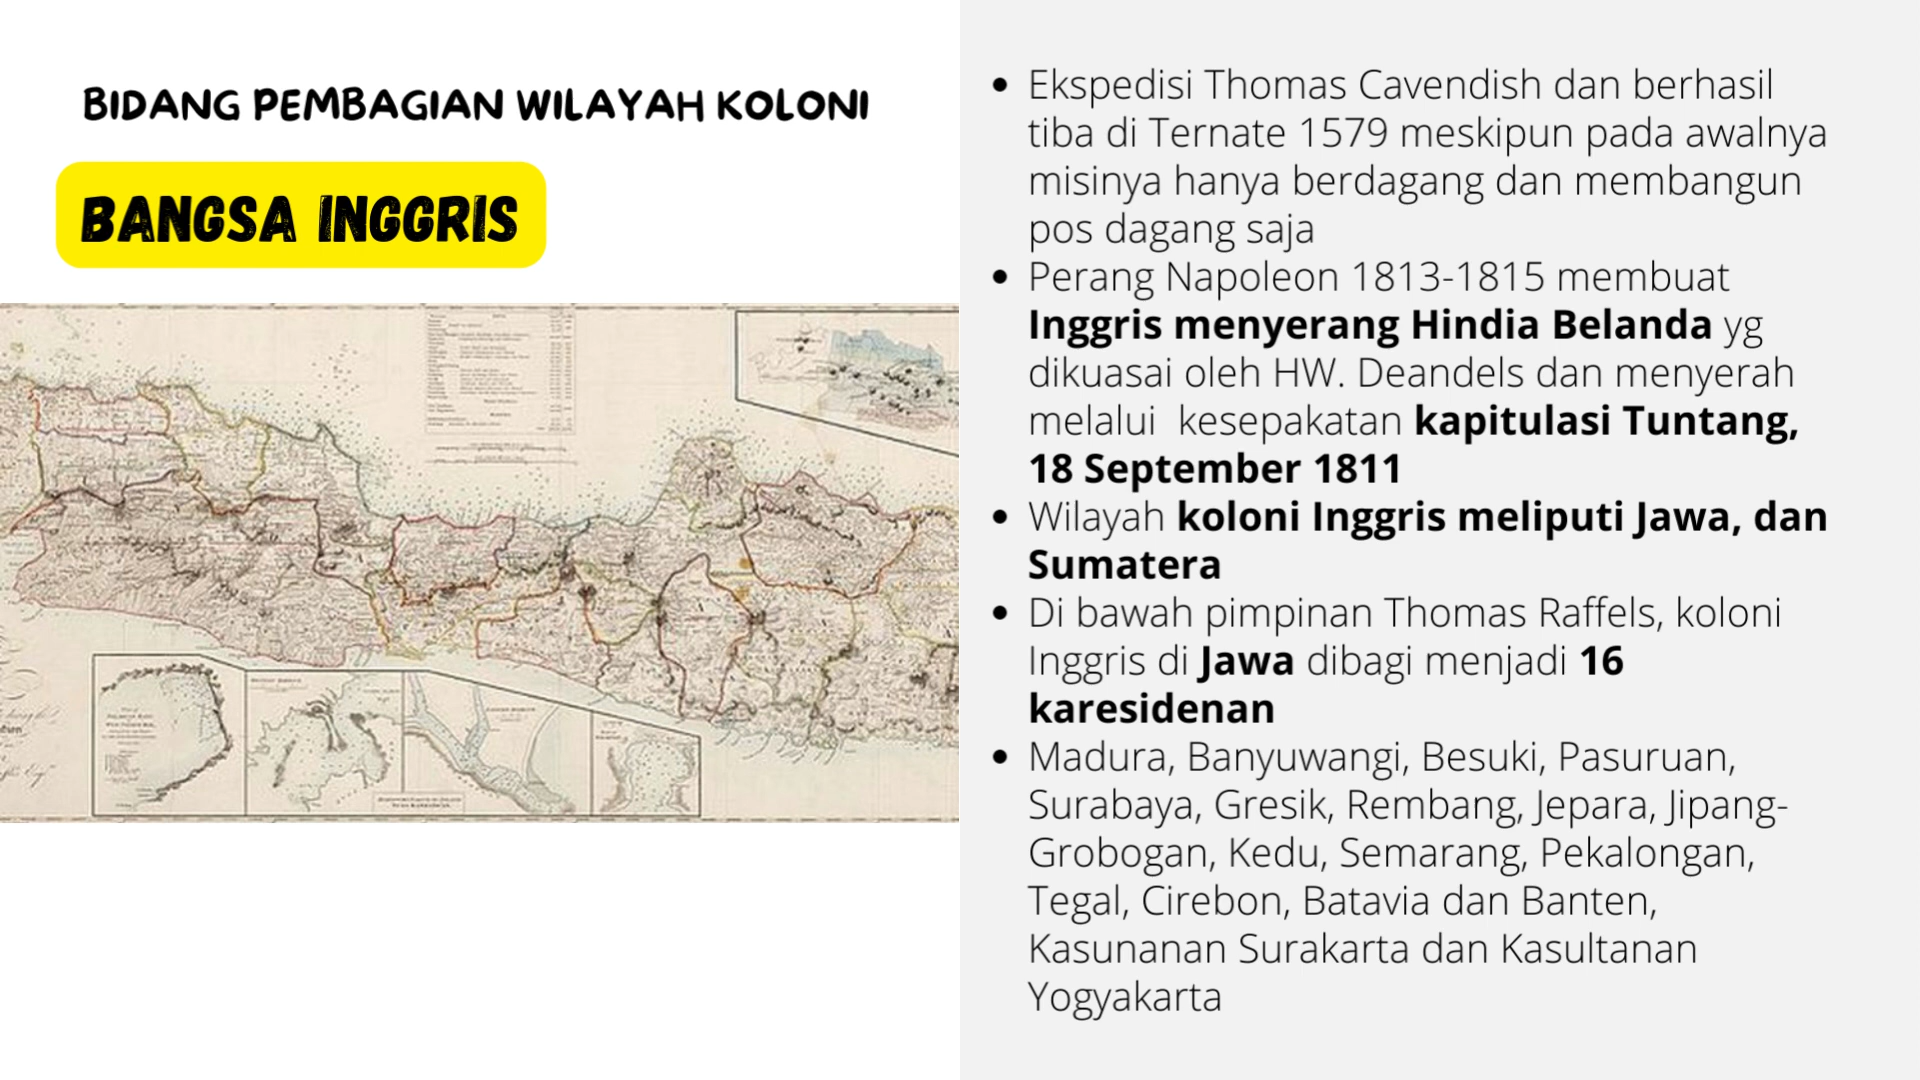 BIDANG PEMBAGIAN WILAYAH KOLONI
BANGSA INGGRIS
• Ekspedisi Thomas Cavendish dan berhasil
tiba di Ternate 1579 meskipun pada awalnya
misinya hanya berdagang dan membangun
pos dagang saja
• Perang Napoleon 1813-1815 membuat
Inggris menyerang Hindia Belanda yg
dikuasai oleh HW. Deandels dan menyerah
melalui  kesepakatan kapitulasi Tuntang,
18 September 1811
• Wilayah koloni Inggris meliputi Jawa, dan
Sumatera
• Di bawah pimpinan Thomas Raffels, koloni
Inggris di Jawa dibagi menjadi 16
karesidenan
• Madura, Banyuwangi, Besuki, Pasuruan,
Surabaya, Gresik, Rembang, Jepara, Jipang-
Grobogan, Kedu, Semarang, Pekalongan,
Tegal, Cirebon, Batavia dan Banten,
Kasunanan Surakarta dan Kasultanan
Yogyakarta